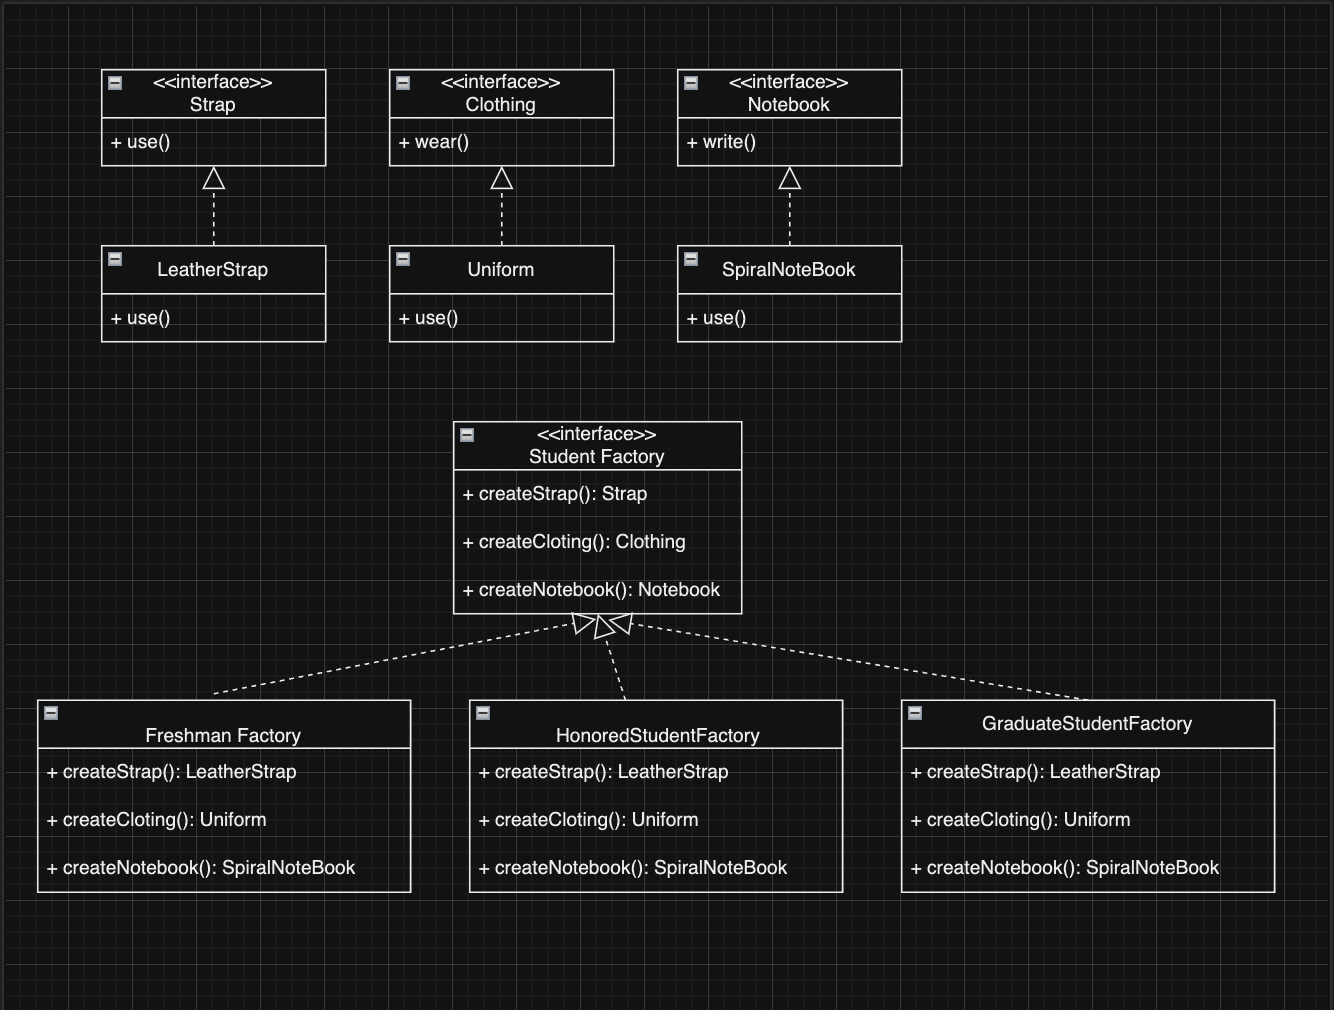 <<interface>>
Strap
+ use()
<<interface>>
Clothing
+ wear()
<<interface>>
Notebook
+ write()
LeatherStrap
+ use()
Uniform
+ use()
SpiralNoteBook
+ use()
<<interface>>
Student Factory
+ createStrap(): Strap
+ createCloting(): Clothing
+ createNotebook(): Notebook
Freshman Factory
+ createStrap(): LeatherStrap
+ createCloting(): Uniform
+ createNotebook(): SpiralNoteBook
HonoredStudentFactory
+ createStrap(): LeatherStrap
+ createCloting(): Uniform
+ createNotebook(): SpiralNoteBook
GraduateStudentFactory
+ createStrap(): LeatherStrap
+ createCloting(): Uniform
+ createNotebook(): SpiralNoteBook